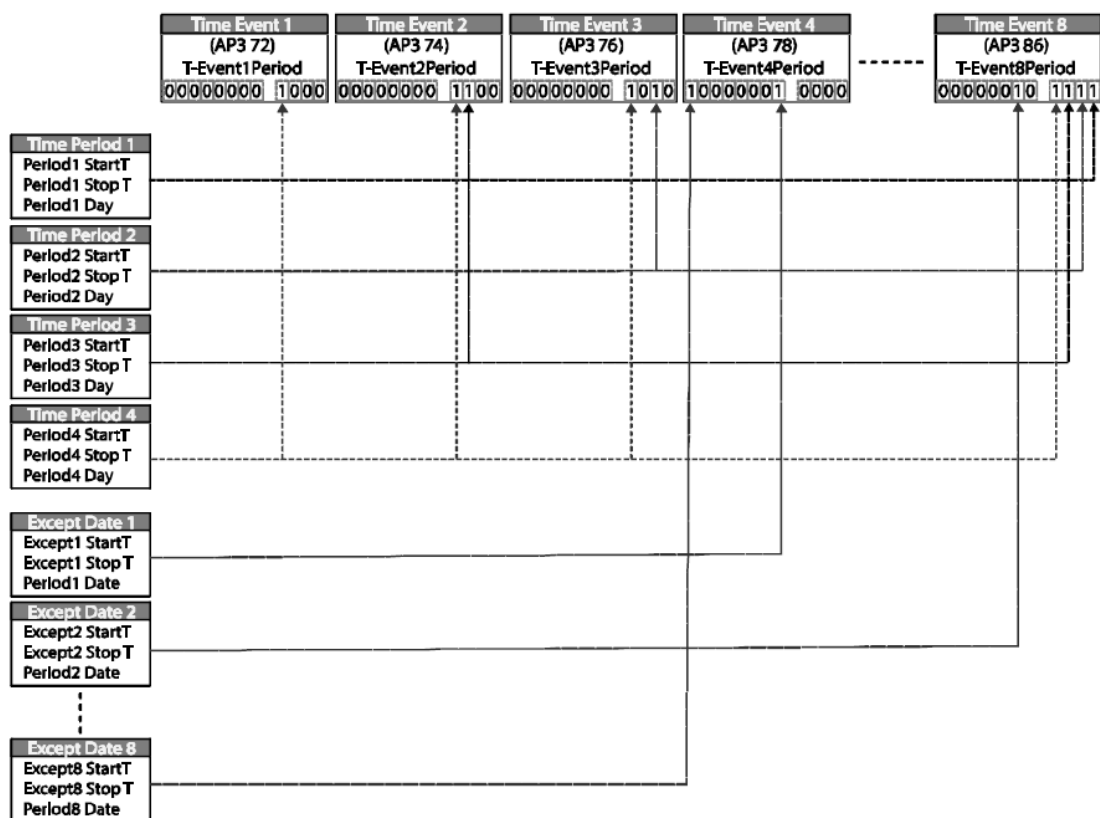 Time Event 1
(AP3 72)
T-Event1Period
00000000 1000
Time Event 2
(AP3 74)
T-Event2Period
00000000 1100
Time Event 3
(AP3 76)
T-Event3Period
00000000 1010
Time Event 4
(AP3 78)
T-Event4Period
10000001 0000
Time Event 8
(AP3 86)
T-Event8Period
00000010 1111
Time Period 1
Period1 StartT
Period1 Stop T
Period1 Day
Time Period 2
Period2 StartT
Period2 Stop T
Period2 Day
Time Period 3
Period3 StartT
Period3 Stop T
Period3 Day
Time Period 4
Period4 StartT
Period4 Stop T
Period4 Day
Except Date 1
Except1 StartT
Except1 Stop T
Period1 Date
Except Date 2
Except2 StartT
Except2 Stop T
Period2 Date
Except Date 8
Except8 StartT
Except8 Stop T
Period8 Date